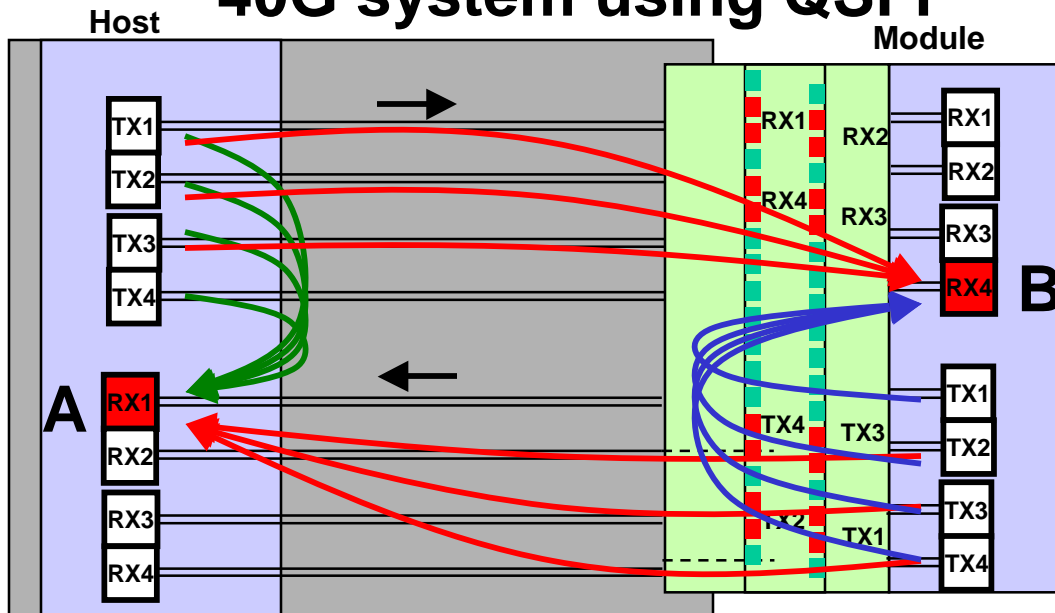 40G system using QSFP
Host
Module
TX1
TX2
TX3
TX4
A
RX1
RX2
RX3
RX4
RX1
RX4
TX4
TX2
RX2
RX3
TX3
TX1
RX1
RX2
RX3
RX4
B
TX1
TX2
TX3
TX4